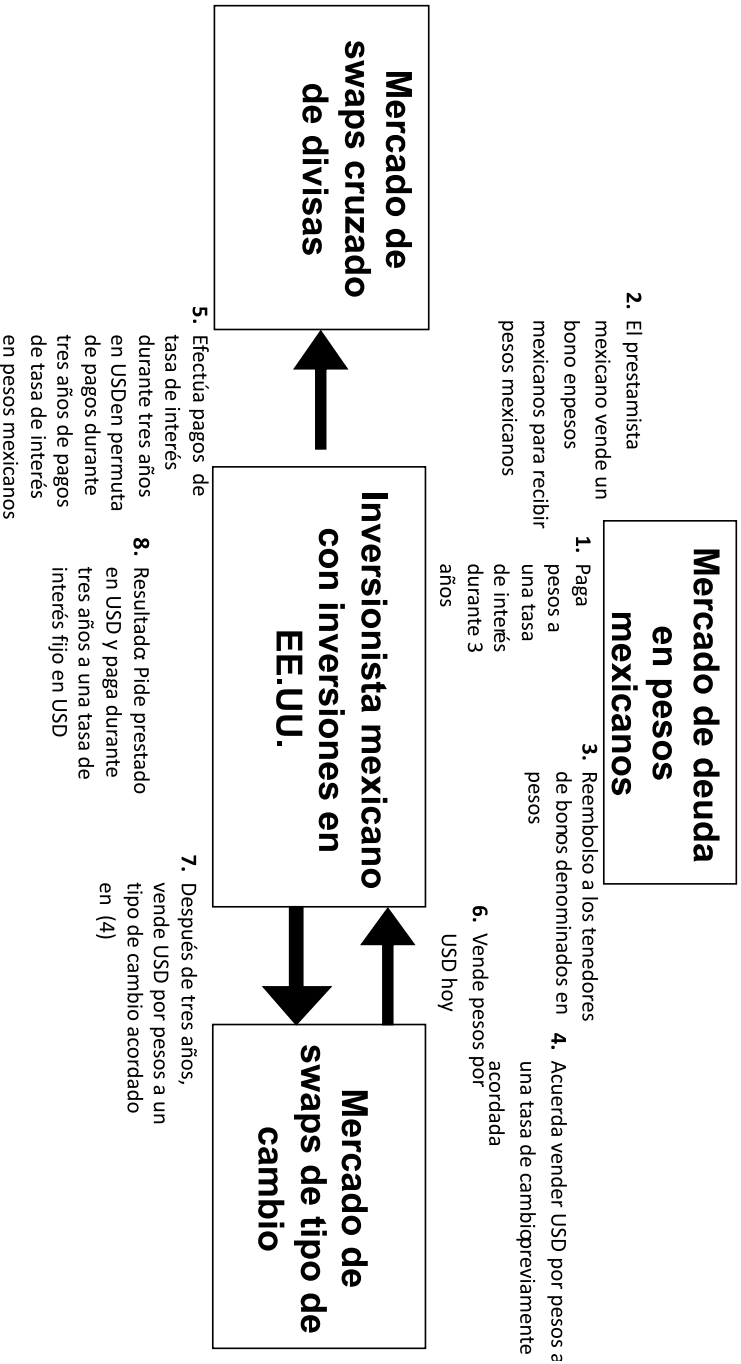 Mercado de deuda
en pesos
mexicanos
2. El prestamista
mexicano vende un
bono enpesos
mexicanos para recibir
pesos mexicanos
1. Paga
pesos a
una tasa
de interés
durante 3
años
3. Reembolso a los tenedores
de bonos denominados en
pesos
4. Acuerda vender USD por pesos a
una tasa de cambiopreviamente
acordada
6. Vende pesos por
USD hoy
Mercado de
swaps cruzado
de divisas
Inversionista mexicano
con inversiones en
EE.UU.
Mercado de
swaps de tipo de
cambio
5. Efectúa pagos de
tasa de interés
durante tres años
en USDen permuta
de pagos durante
tres años de pagos
de tasa de interés
en pesos mexicanos
8. Resultado: Pide prestado
en USD y paga durante
tres años a una tasa de
interés fijo en USD
7. Después de tres años,
vende USD por pesos a un
tipo de cambio acordado
en (4)